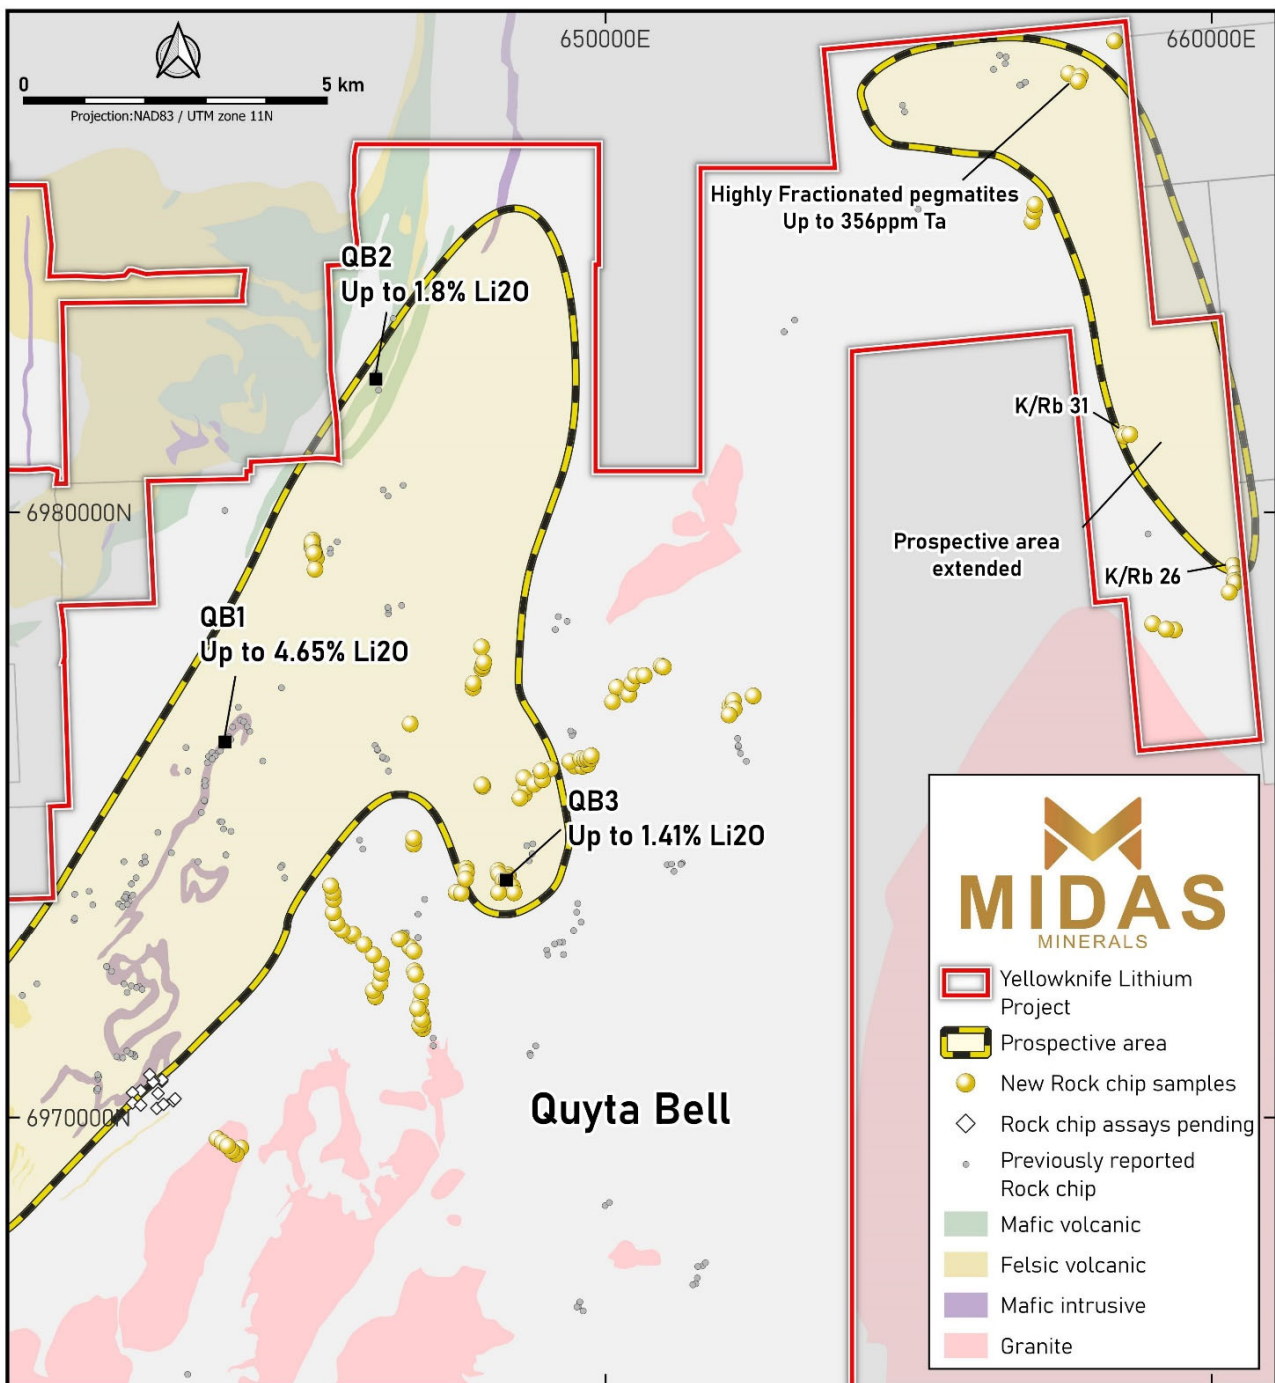 650000E
660000E
0
5 km
Projection:NAD83 / UTM zone 11N
Highly Fractionated pegmatites
Up to 356ppm Ta
QB2
Up to 1.8% Li2O
K/Rb 31
6980000N
Prospective area
extended
K/Rb 26
QB1
Up to 4.65% Li2O
QB3
Up to 1.41% Li2O
6970000N
Quyta Bell
MIDAS
MINERALS
Yellowknife Lithium
Project
Prospective area
New Rock chip samples
Rock chip assays pending
Previously reported
Rock chip
Mafic volcanic
Felsic volcanic
Mafic intrusive
Granite